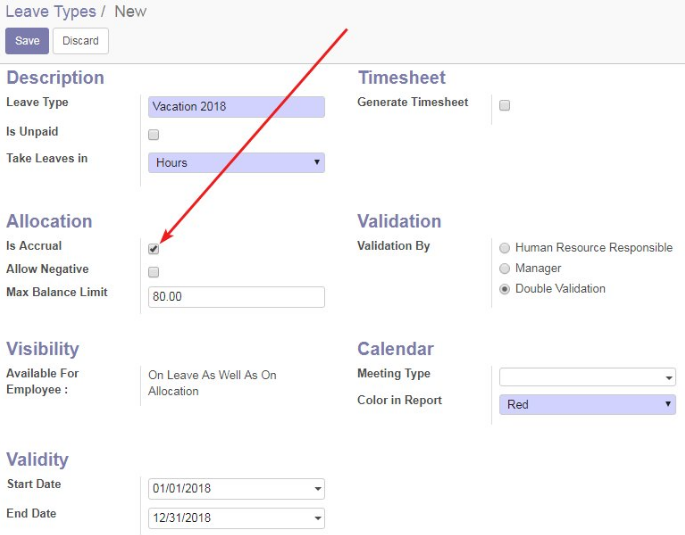 Leave Types / New
Save Discard
Description
Leave Type Vacation 2018
Is Unpaid
Take Leaves in Hours
Timesheet
Generate Timesheet
Allocation
Is Accrual
Allow Negative
Max Balance Limit 80.00
Validation
Validation By Human Resource Responsible
Manager
Double Validation
Visibility
Available For On Leave As Well As On
Employee : Allocation
Calendar
Meeting Type
Color in Report Red
Validity
Start Date 01/01/2018
End Date 12/31/2018